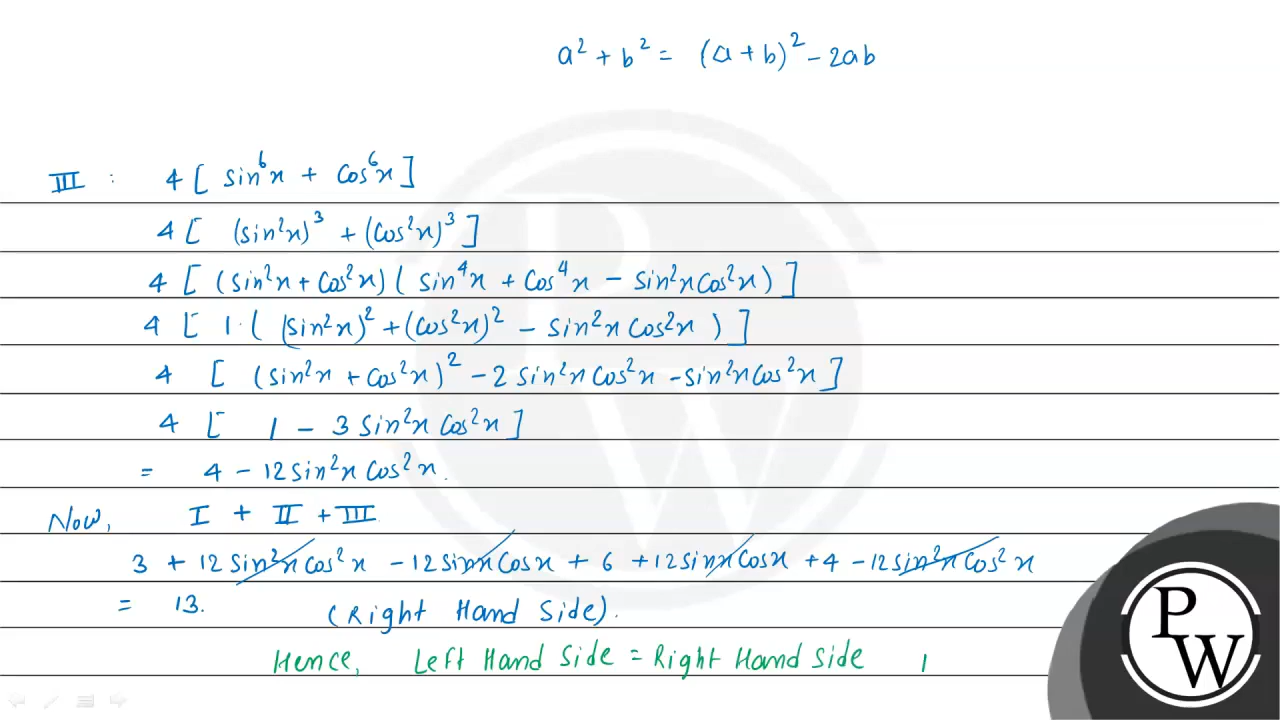 a² + b² = (a + b)² - 2ab
III : 4 [ sin⁶x + cos⁶x ]
4 [ (sin²x)³ + (cos²x)³ ]
4 [ (sin²x + cos²x) ( sin⁴x + cos⁴x - sin²x cos²x ) ]
4 [ 1 · ( (sin²x)² + (cos²x)² - sin²x cos²x ) ]
4 [ (sin²x + cos²x)² - 2 sin²x cos²x - sin²x cos²x ]
4 [ 1 - 3 sin²x cos²x ]
= 4 - 12 sin²x cos²x.
Now, I + II + III
3 + 12 sin²x cos²x - 12 sinx cosx + 6 + 12 sinx cosx + 4 - 12 sin²x cos²x
= 13. (Right Hand Side).
Hence, Left Hand Side = Right Hand Side
PW